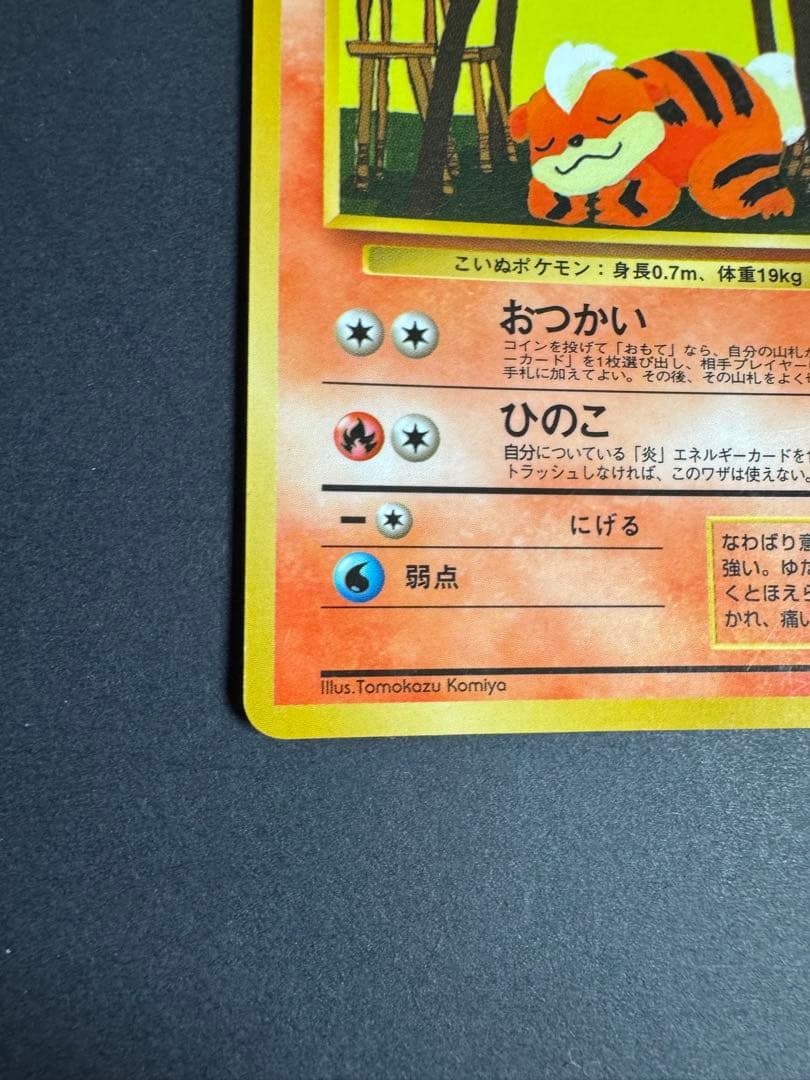 こいぬポケモン：身長0.7m、体重19kg
おつかい
コインを投げて「おもて」なら、自分の山札か
ーカード」を1枚選び出し、相手プレイヤーに
手札に加えてよい。その後、その山札をよく
ひのこ
自分についている「炎」エネルギーカードを
トラッシュしなければ、このワザは使えない。
にげる
弱点
なわばり意
強い。ゆた
くとほえら
かれ、痛い
Illus.Tomokazu Komiya